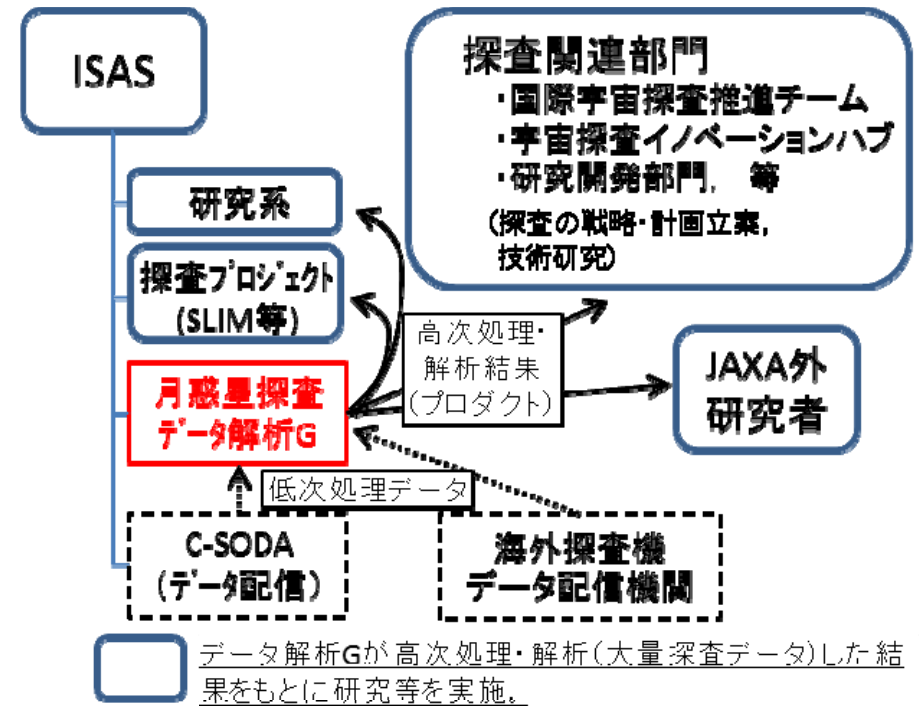 ISAS
探査関連部門
・国際宇宙探査推進チーム
・宇宙探査イノベーションハブ
・研究開発部門， 等
(探査の戦略・計画立案，
技術研究)
研究系
探査プロジェクト
(SLIM等)
高次処理・
解析結果
(プロダクト)
JAXA外
研究者
月惑星探査
データ解析G
低次処理データ
C-SODA
(データ配信)
海外探査機
データ配信機関
データ解析Gが高次処理・解析(大量探査データ)した結
果をもとに研究等を実施。